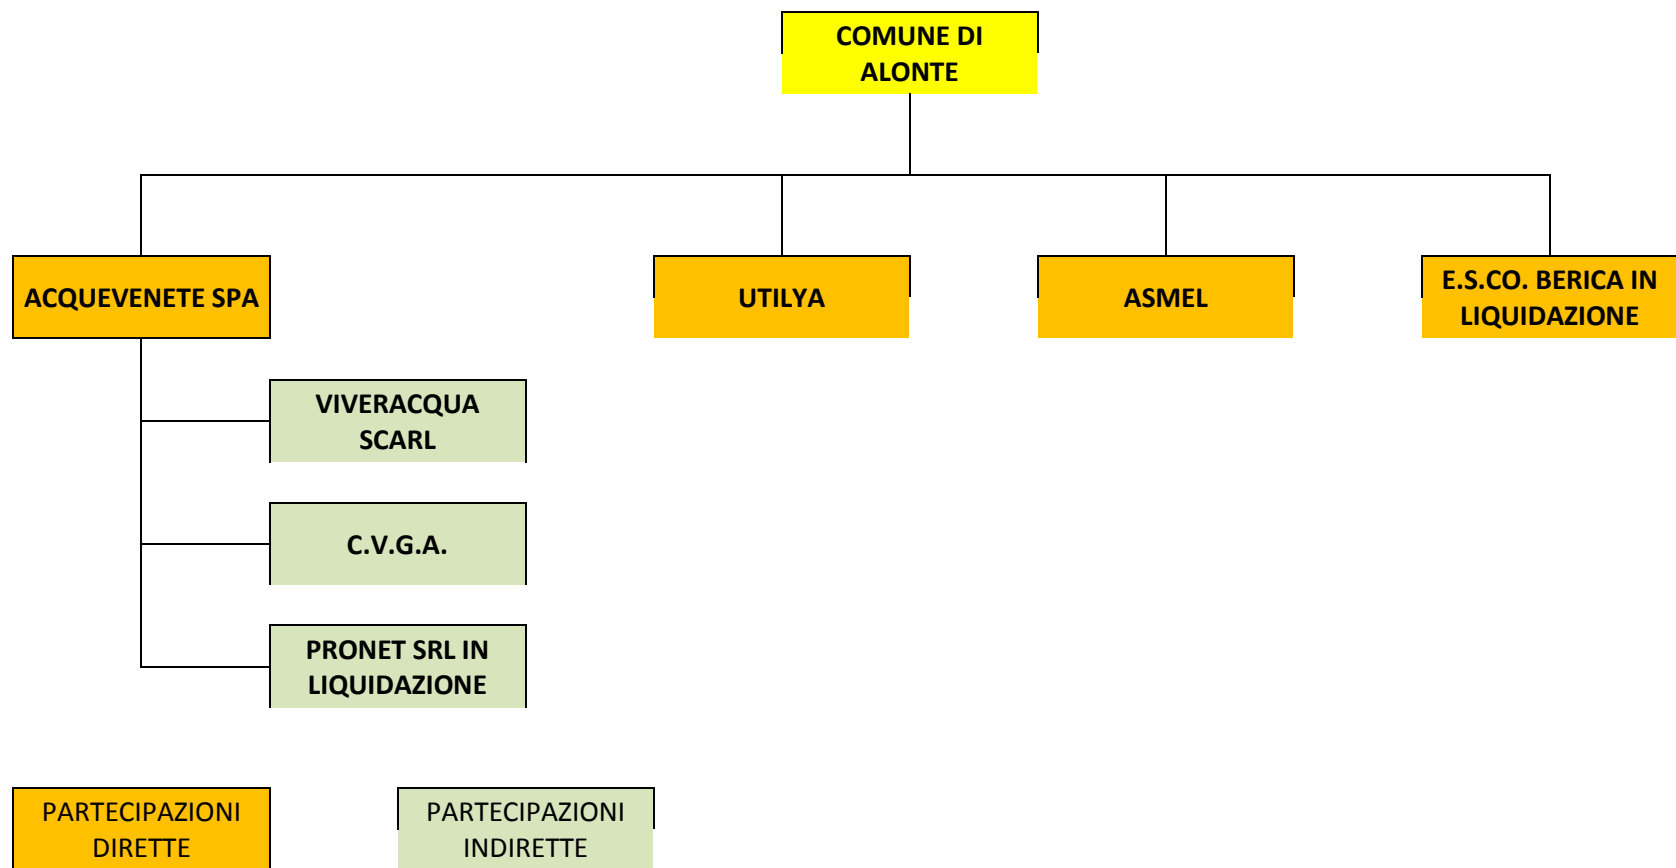 COMUNE DI
ALONTE
ACQUEVENETE SPA
UTILYA
ASMEL
E.S.CO. BERICA IN
LIQUIDAZIONE
VIVERACQUA
SCARL
C.V.G.A.
PRONET SRL IN
LIQUIDAZIONE
PARTECIPAZIONI
DIRETTE
PARTECIPAZIONI
INDIRETTE